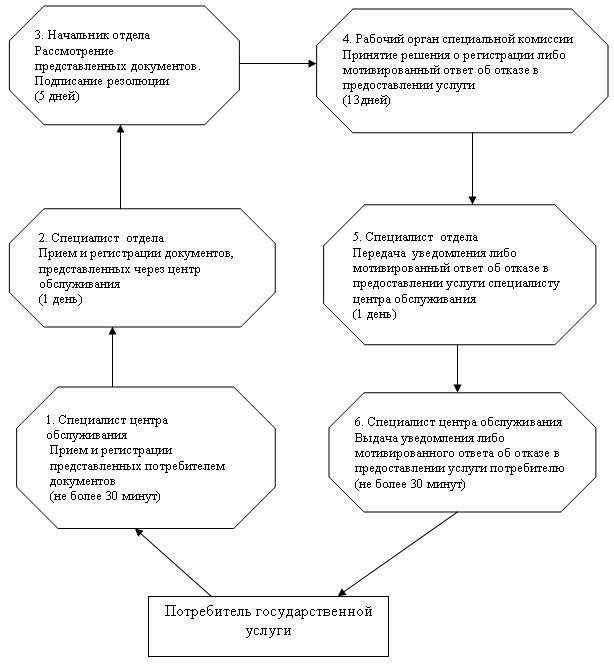 3. Начальник отдела
Рассмотрение
представленных документов.
Подписание резолюции
(5 дней)
4. Рабочий орган специальной комиссии
Принятие решения о регистрации либо
мотивированный ответ об отказе в
предоставлении услуги
(13дней)
2. Специалист отдела
Прием и регистрации документов,
представленных через центр
обслуживания
(1 день)
5. Специалист отдела
Передача уведомления либо
мотивированный ответ об отказе в
предоставлении услуги специалисту
центра обслуживания
(1 день)
1. Специалист центра
обслуживания
Прием и регистрации
представленных потребителем
документов
(не более 30 минут)
6. Специалист центра обслуживания
Выдача уведомления либо
мотивированного ответа об отказе в
предоставлении услуги потребителю
(не более 30 минут)
Потребитель государственной
услуги